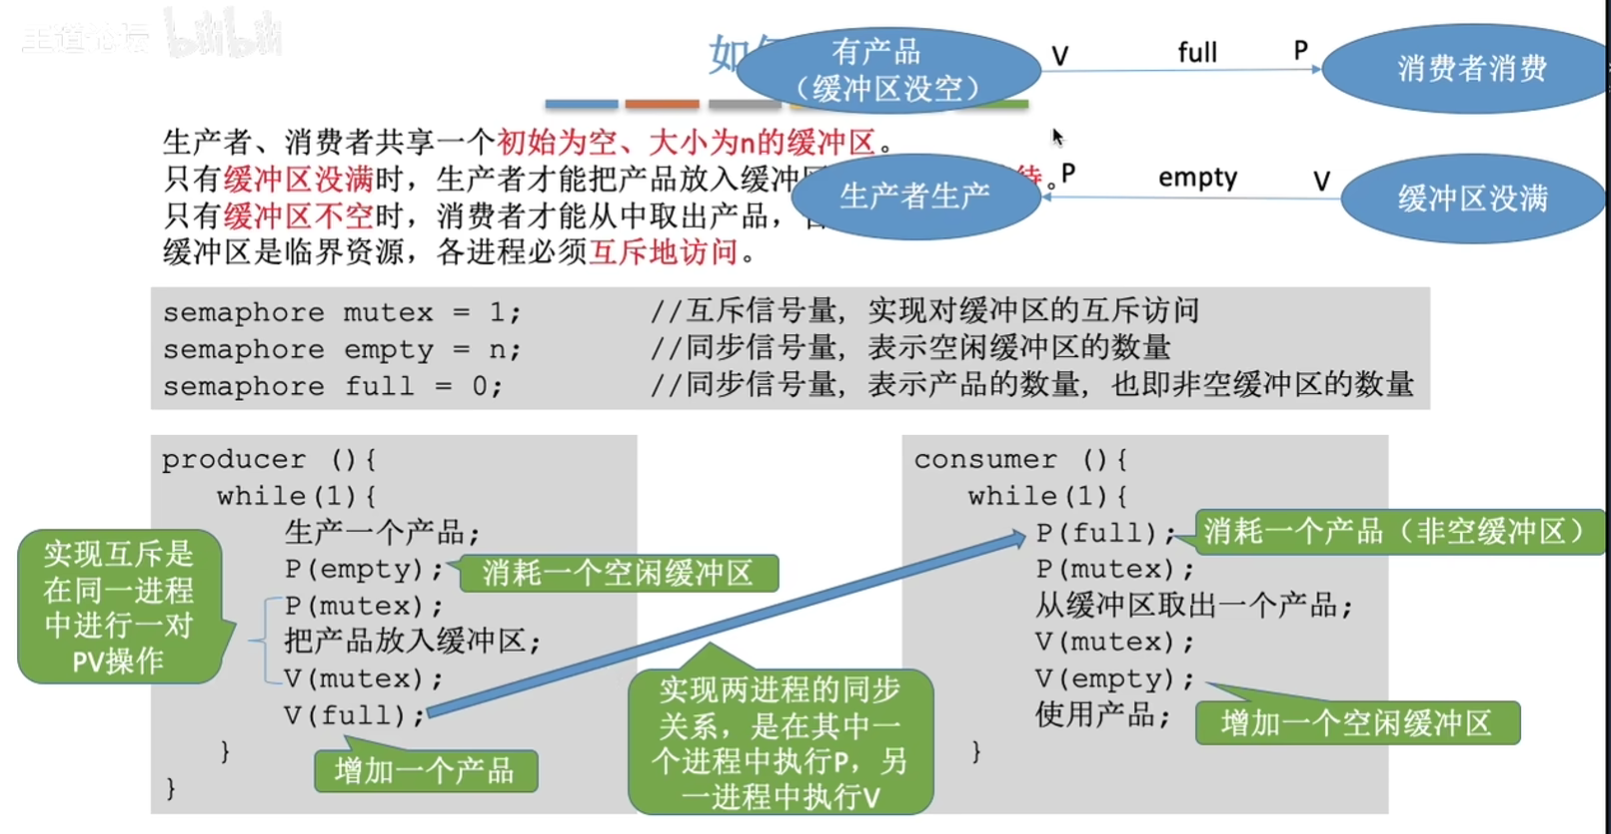 王道论坛 bilibili
如
有产品
（缓冲区没空）
V full P
消费者消费
生产者、消费者共享一个初始为空、大小为n的缓冲区。
只有缓冲区没满时，生产者才能把产品放入缓冲
待。
生产者生产
P empty V
缓冲区没满
只有缓冲区不空时，消费者才能从中取出产品，
缓冲区是临界资源，各进程必须互斥地访问。
semaphore mutex = 1; //互斥信号量，实现对缓冲区的互斥访问
semaphore empty = n; //同步信号量，表示空闲缓冲区的数量
semaphore full = 0; //同步信号量，表示产品的数量，也即非空缓冲区的数量
producer (){
while(1){
生产一个产品;
P(empty);
消耗一个空闲缓冲区
P(mutex);
把产品放入缓冲区;
V(mutex);
V(full);
增加一个产品
}
}
实现互斥是
在同一进程
中进行一对
PV操作
实现两进程的同步
关系，是在其中一
个进程中执行P，另
一进程中执行V
consumer (){
while(1){
P(full);
消耗一个产品（非空缓冲区）
P(mutex);
从缓冲区取出一个产品;
V(mutex);
V(empty);
增加一个空闲缓冲区
使用产品;
}